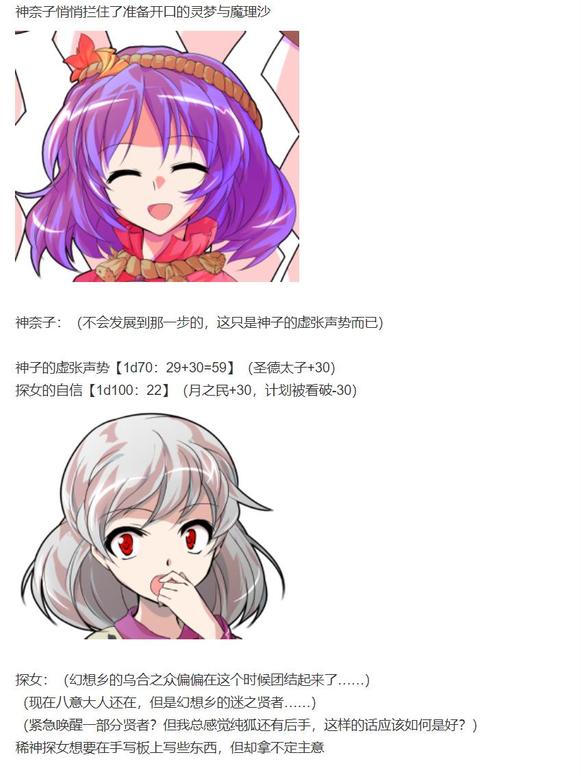 神奈子悄悄拦住了准备开口的灵梦与魔理沙
神奈子：（不会发展到那一步的，这只是神子的虚张声势而已）
神子的虚张声势【1d70：29+30=59】（圣德太子+30）
探女的自信【1d100：22】（月之民+30，计划被看破-30）
探女：（幻想乡的乌合之众偏偏在这个时候团结起来了......）
（现在八意大人还在，但是幻想乡的迷之贤者......）
（紧急唤醒一部分贤者？但我总感觉纯狐还有后手，这样的话应该如何是好？）
稀神探女想要在手写板上写些东西，但却拿不定主意